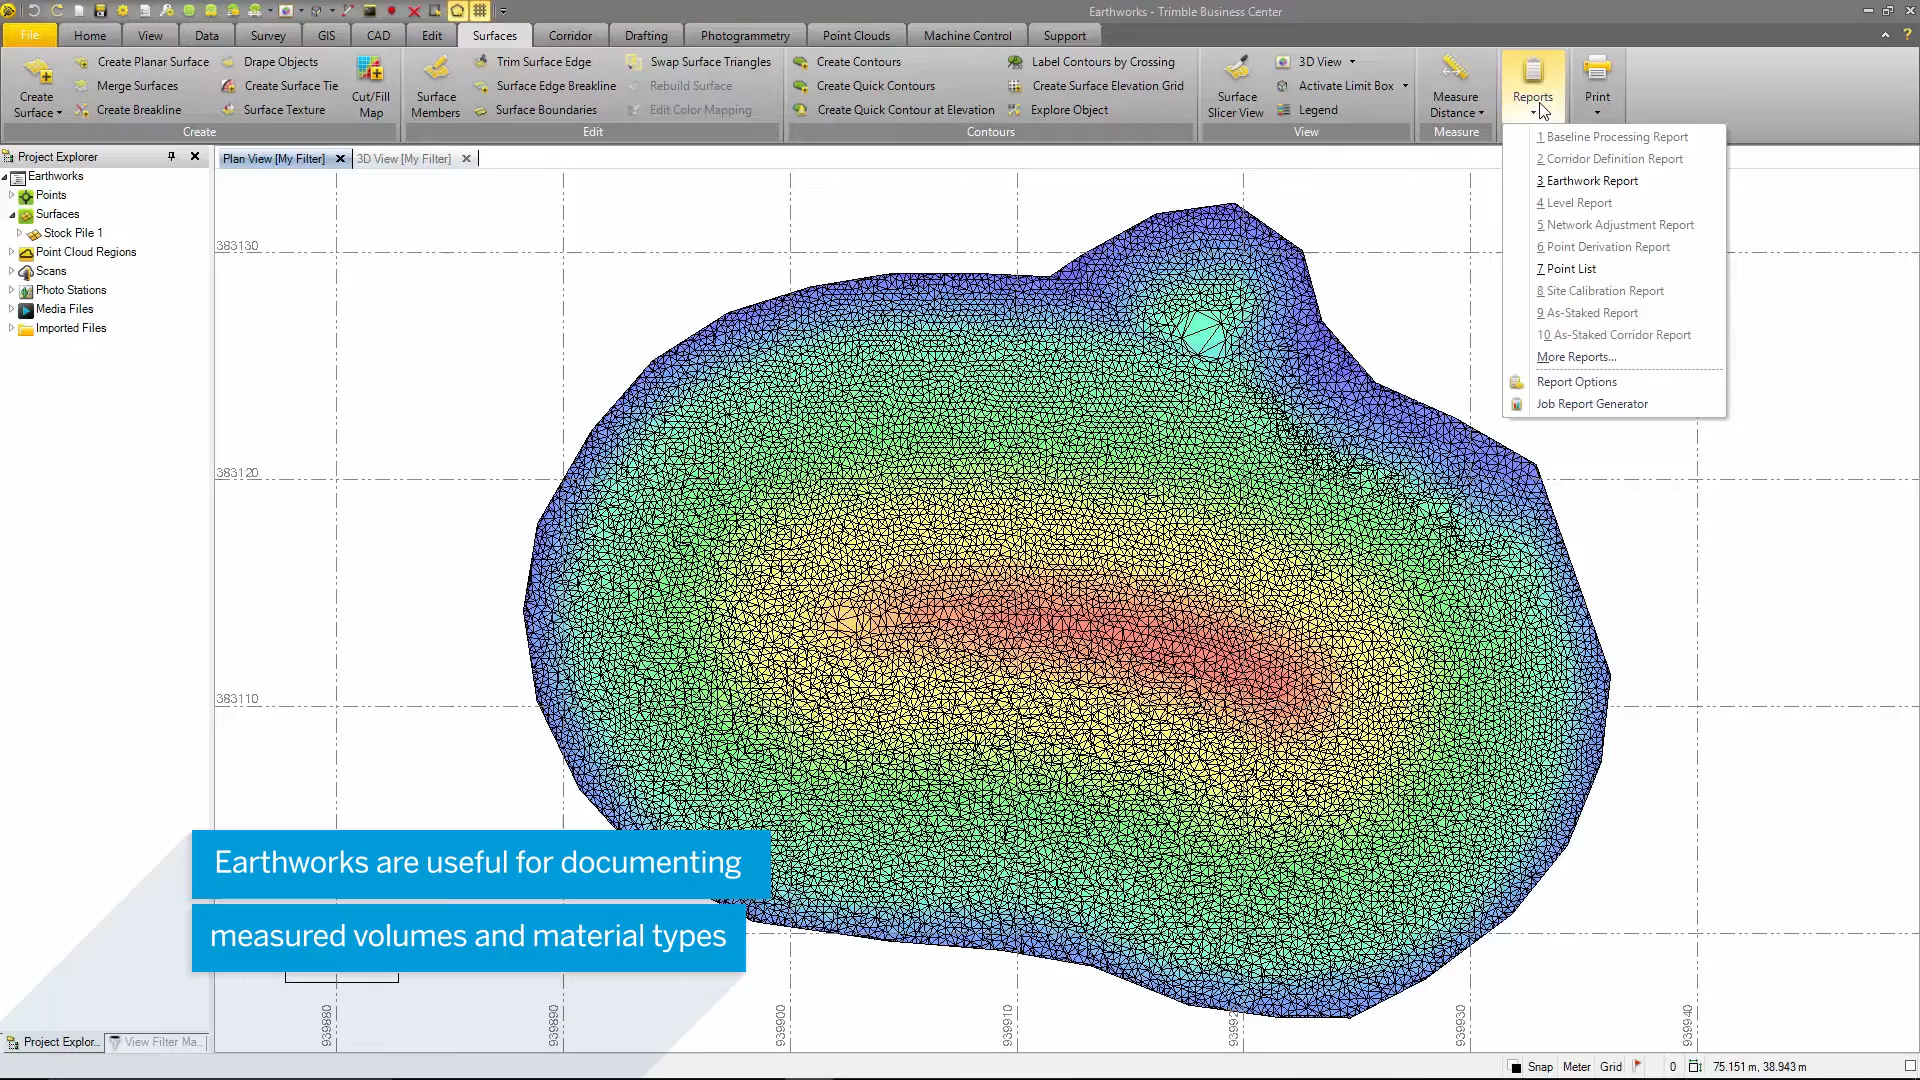 Earthworks - Trimble Business Center
File Home View Data Survey GIS CAD Edit Surfaces Corridor Drafting Photogrammetry Point Clouds Machine Control Support
Create Surface
Create Planar Surface
Merge Surfaces
Create Breakline
Drape Objects
Create Surface Tie
Surface Texture
Cut/Fill Map
Create
Surface Members
Trim Surface Edge
Surface Edge Breakline
Surface Boundaries
Swap Surface Triangles
Rebuild Surface
Edit Color Mapping
Edit
Create Contours
Create Quick Contours
Create Quick Contour at Elevation
Label Contours by Crossing
Create Surface Elevation Grid
Explore Object
Contours
Surface Slicer View
3D View
Activate Limit Box
Legend
View
Measure Distance
Measure
Reports
Print
1 Baseline Processing Report
2 Corridor Definition Report
3 Earthwork Report
4 Level Report
5 Network Adjustment Report
6 Point Derivation Report
7 Point List
8 Site Calibration Report
9 As-Staked Report
10 As-Staked Corridor Report
More Reports...
Report Options
Job Report Generator
Project Explorer
Earthworks
Points
Surfaces
Stock Pile 1
Point Cloud Regions
Scans
Photo Stations
Media Files
Imported Files
Plan View [My Filter]
3D View [My Filter]
383130
383120
383110
Earthworks are useful for documenting
measured volumes and material types
939880
939890
939900
939910
939930
939940
Project Explor...
View Filter Ma...
Snap Meter Grid 0 75.151 m, 38.943 m